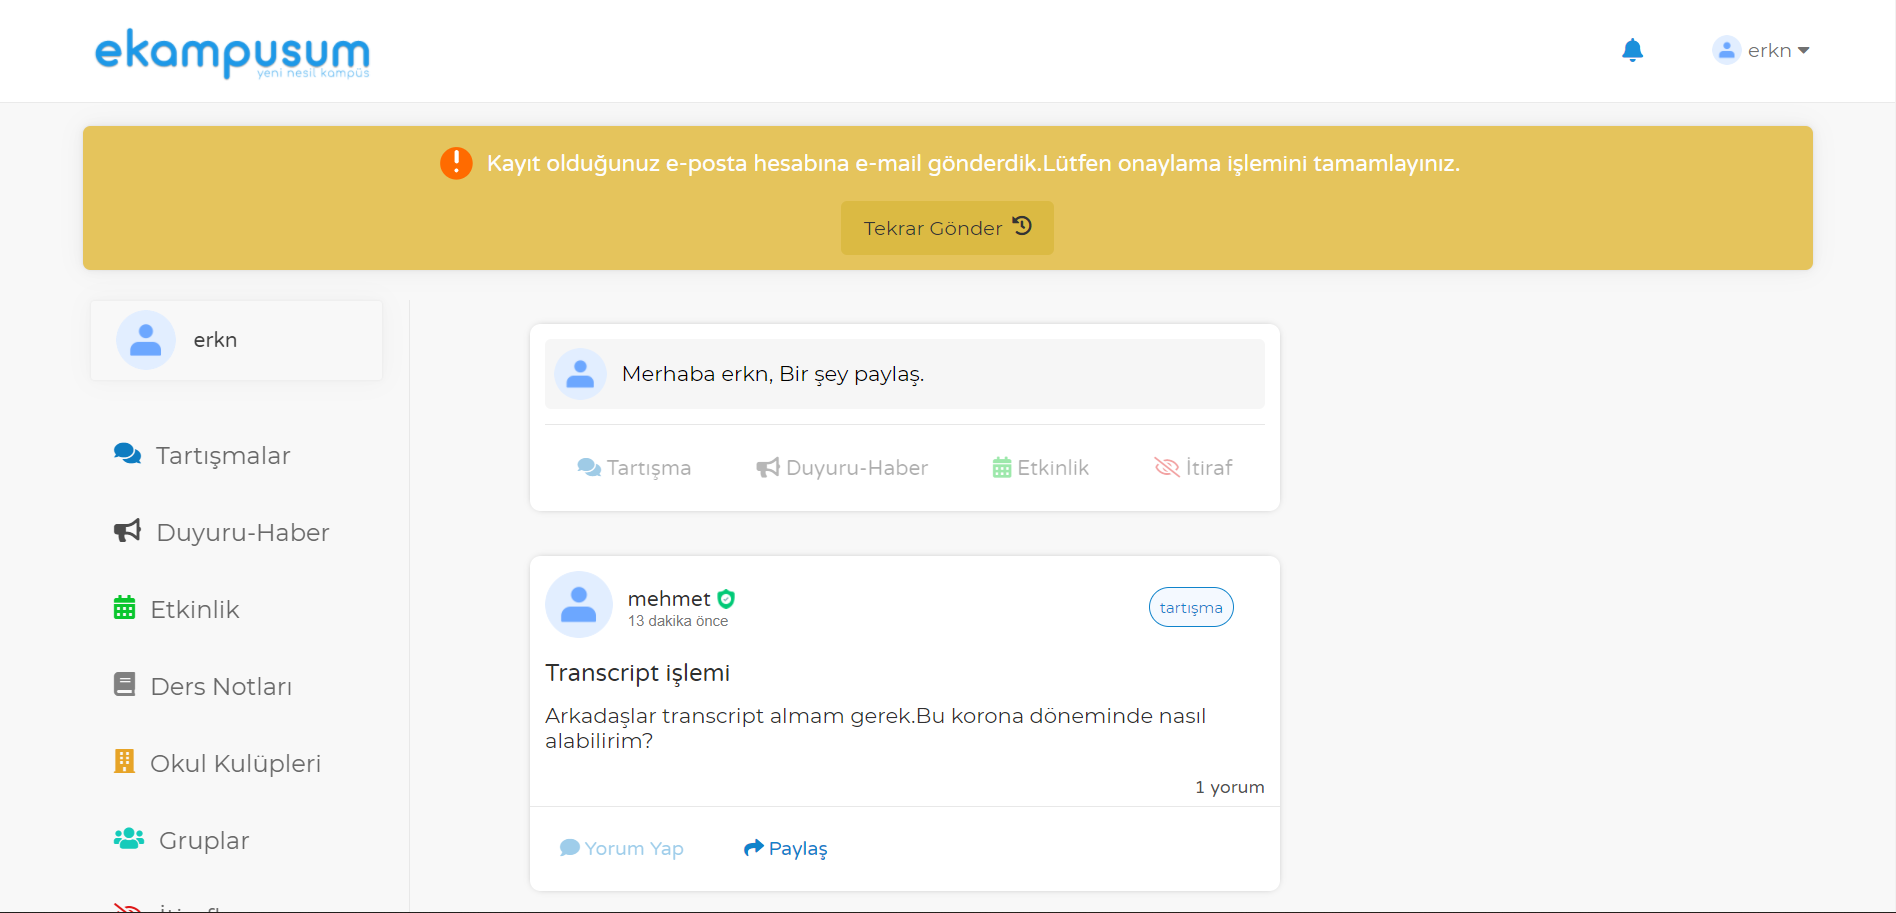 ekampusum
yeni nesil kampüs
erkn
Kayıt olduğunuz e-posta hesabına e-mail gönderdik.Lütfen onaylama işlemini tamamlayınız.
Tekrar Gönder
erkn
Tartışmalar
Duyuru-Haber
Etkinlik
Ders Notları
Okul Kulüpleri
Gruplar
Merhaba erkn, Bir şey paylaş.
Tartışma
Duyuru-Haber
Etkinlik
İtiraf
mehmet
13 dakika önce
tartışma
Transcript işlemi
Arkadaşlar transcript almam gerek.Bu korona döneminde nasıl
alabilirim?
1 yorum
Yorum Yap
Paylaş